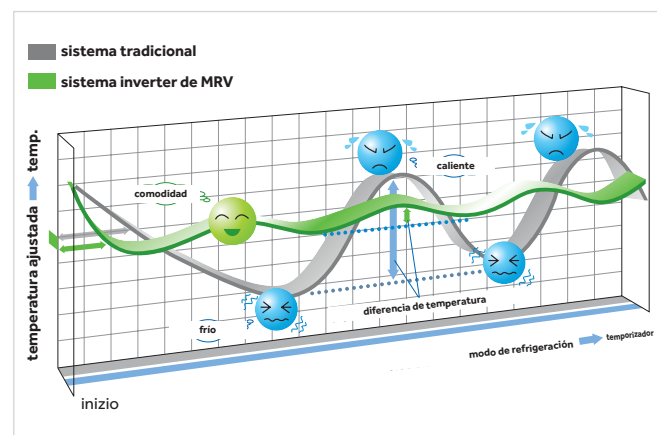 sistema tradicional
sistema inverter de MRV
temperatura ajustada
temp.
comodidad
caliente
frío
diferencia de temperatura
modo de refrigeración
temporizador
inizio